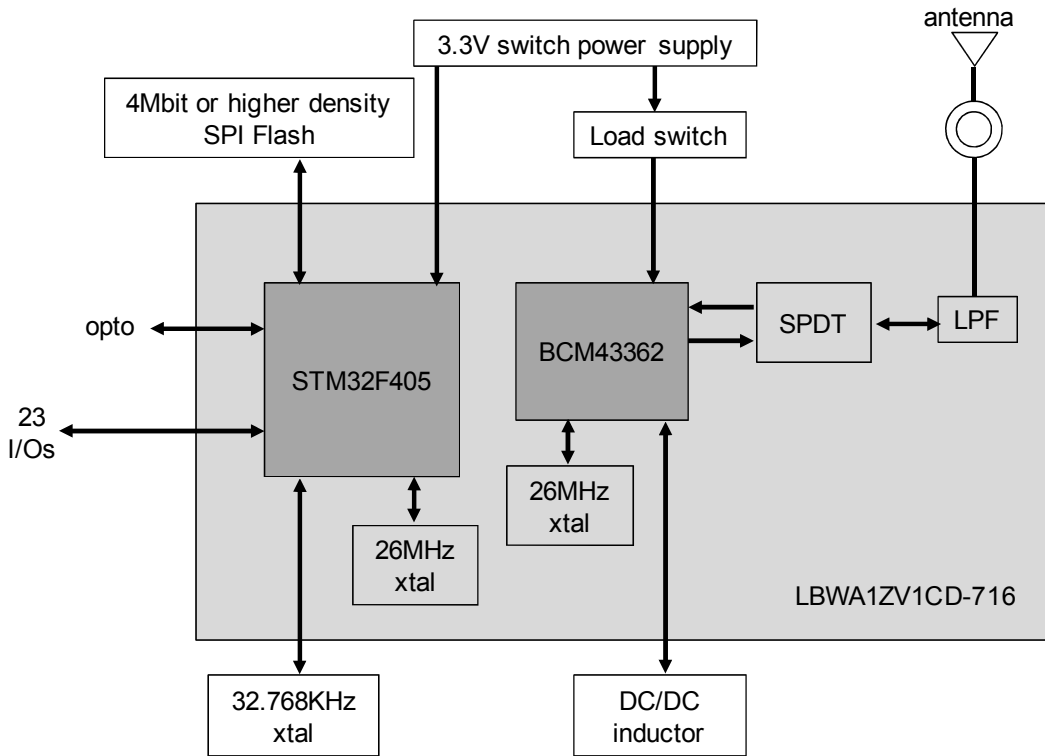 antenna
3.3V switch power supply
4Mbit or higher density
SPI Flash
Load switch
opto
STM32F405
BCM43362
SPDT
LPF
23
I/Os
26MHz
xtal
26MHz
xtal
LBWA1ZV1CD-716
32.768KHz
xtal
DC/DC
inductor